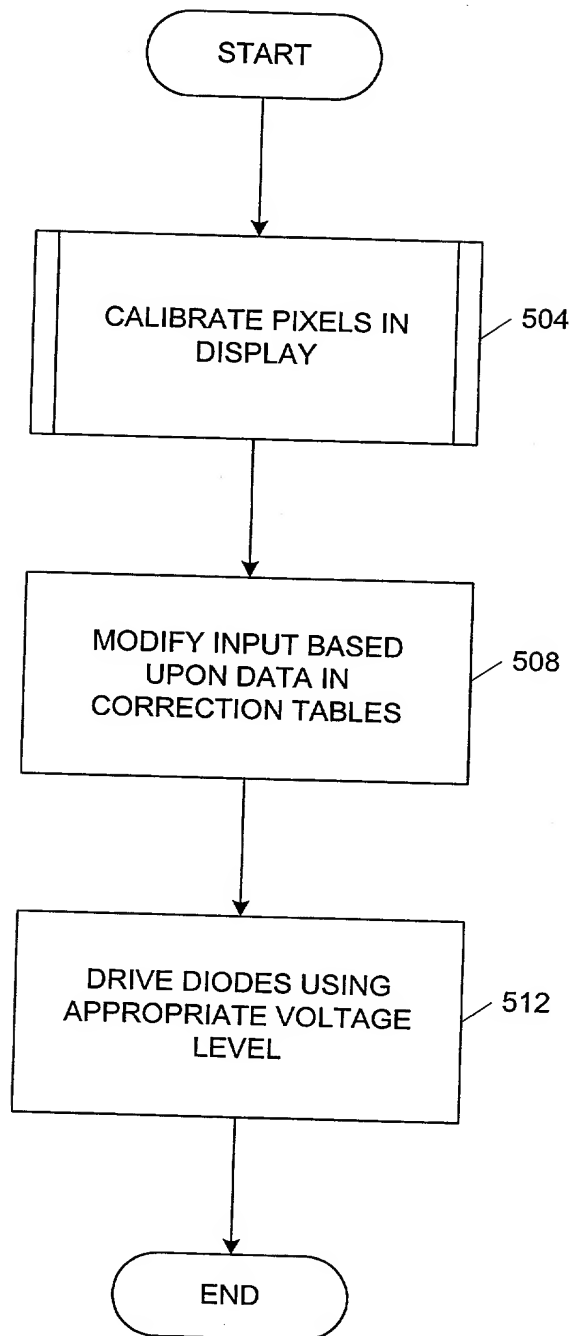 START
CALIBRATE PIXELS IN
DISPLAY
504
MODIFY INPUT BASED
UPON DATA IN
CORRECTION TABLES
508
DRIVE DIODES USING
APPROPRIATE VOLTAGE
LEVEL
512
END